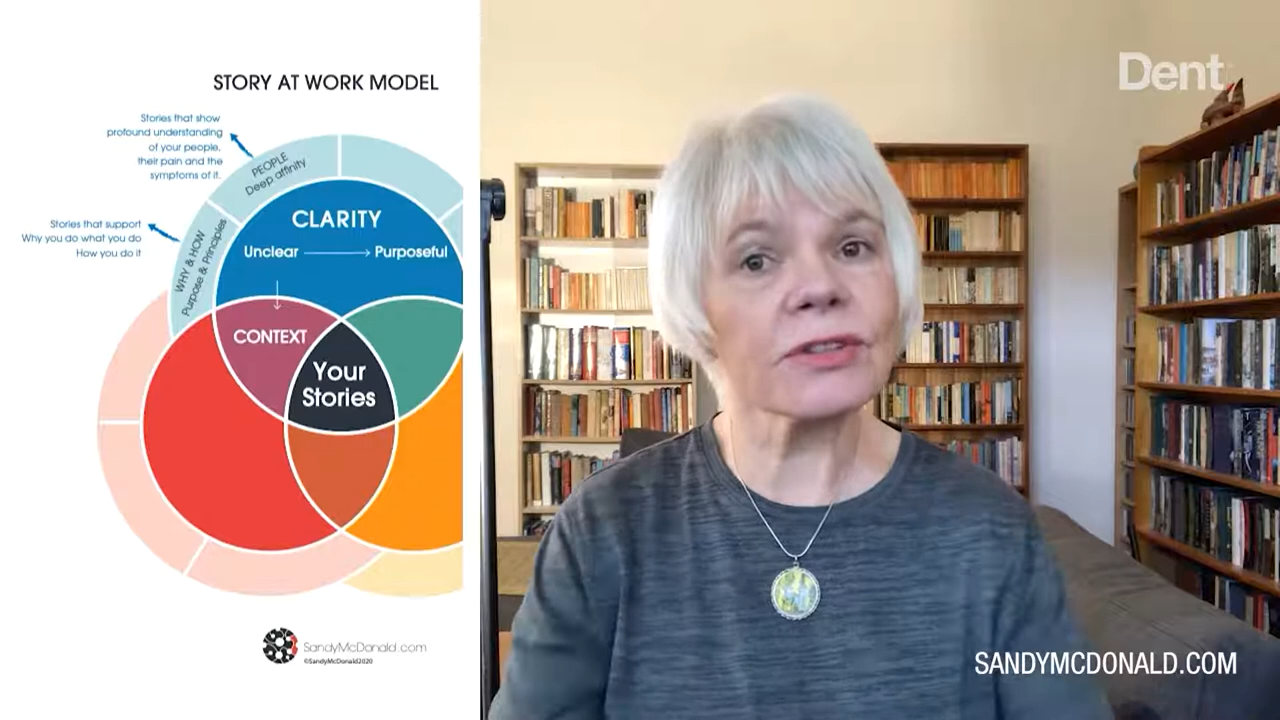 STORY AT WORK MODEL
Stories that show
profound understanding
of your people,
their pain and the
symptoms of it.
PEOPLE
Deep affinity
Stories that support
Why you do what you do
How you do it
WHY & HOW
Purpose & Principles
CLARITY
Unclear
Purposeful
CONTEXT
Your
Stories
SandyMcDonald.com
©SandyMcDonald2020
Dent
SANDYMCDONALD.COM